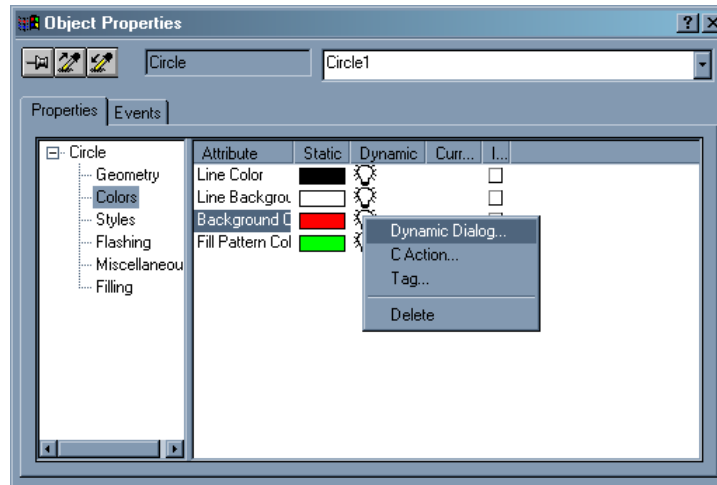 Object Properties
Circle Circle1
Properties Events
Circle
Geometry
Colors
Styles
Flashing
Miscellaneou
Filling
Attribute Static Dynamic Curr... I...
Line Color
Line Backgrou
Background C
Fill Pattern Col
Dynamic Dialog...
C Action...
Tag...
Delete